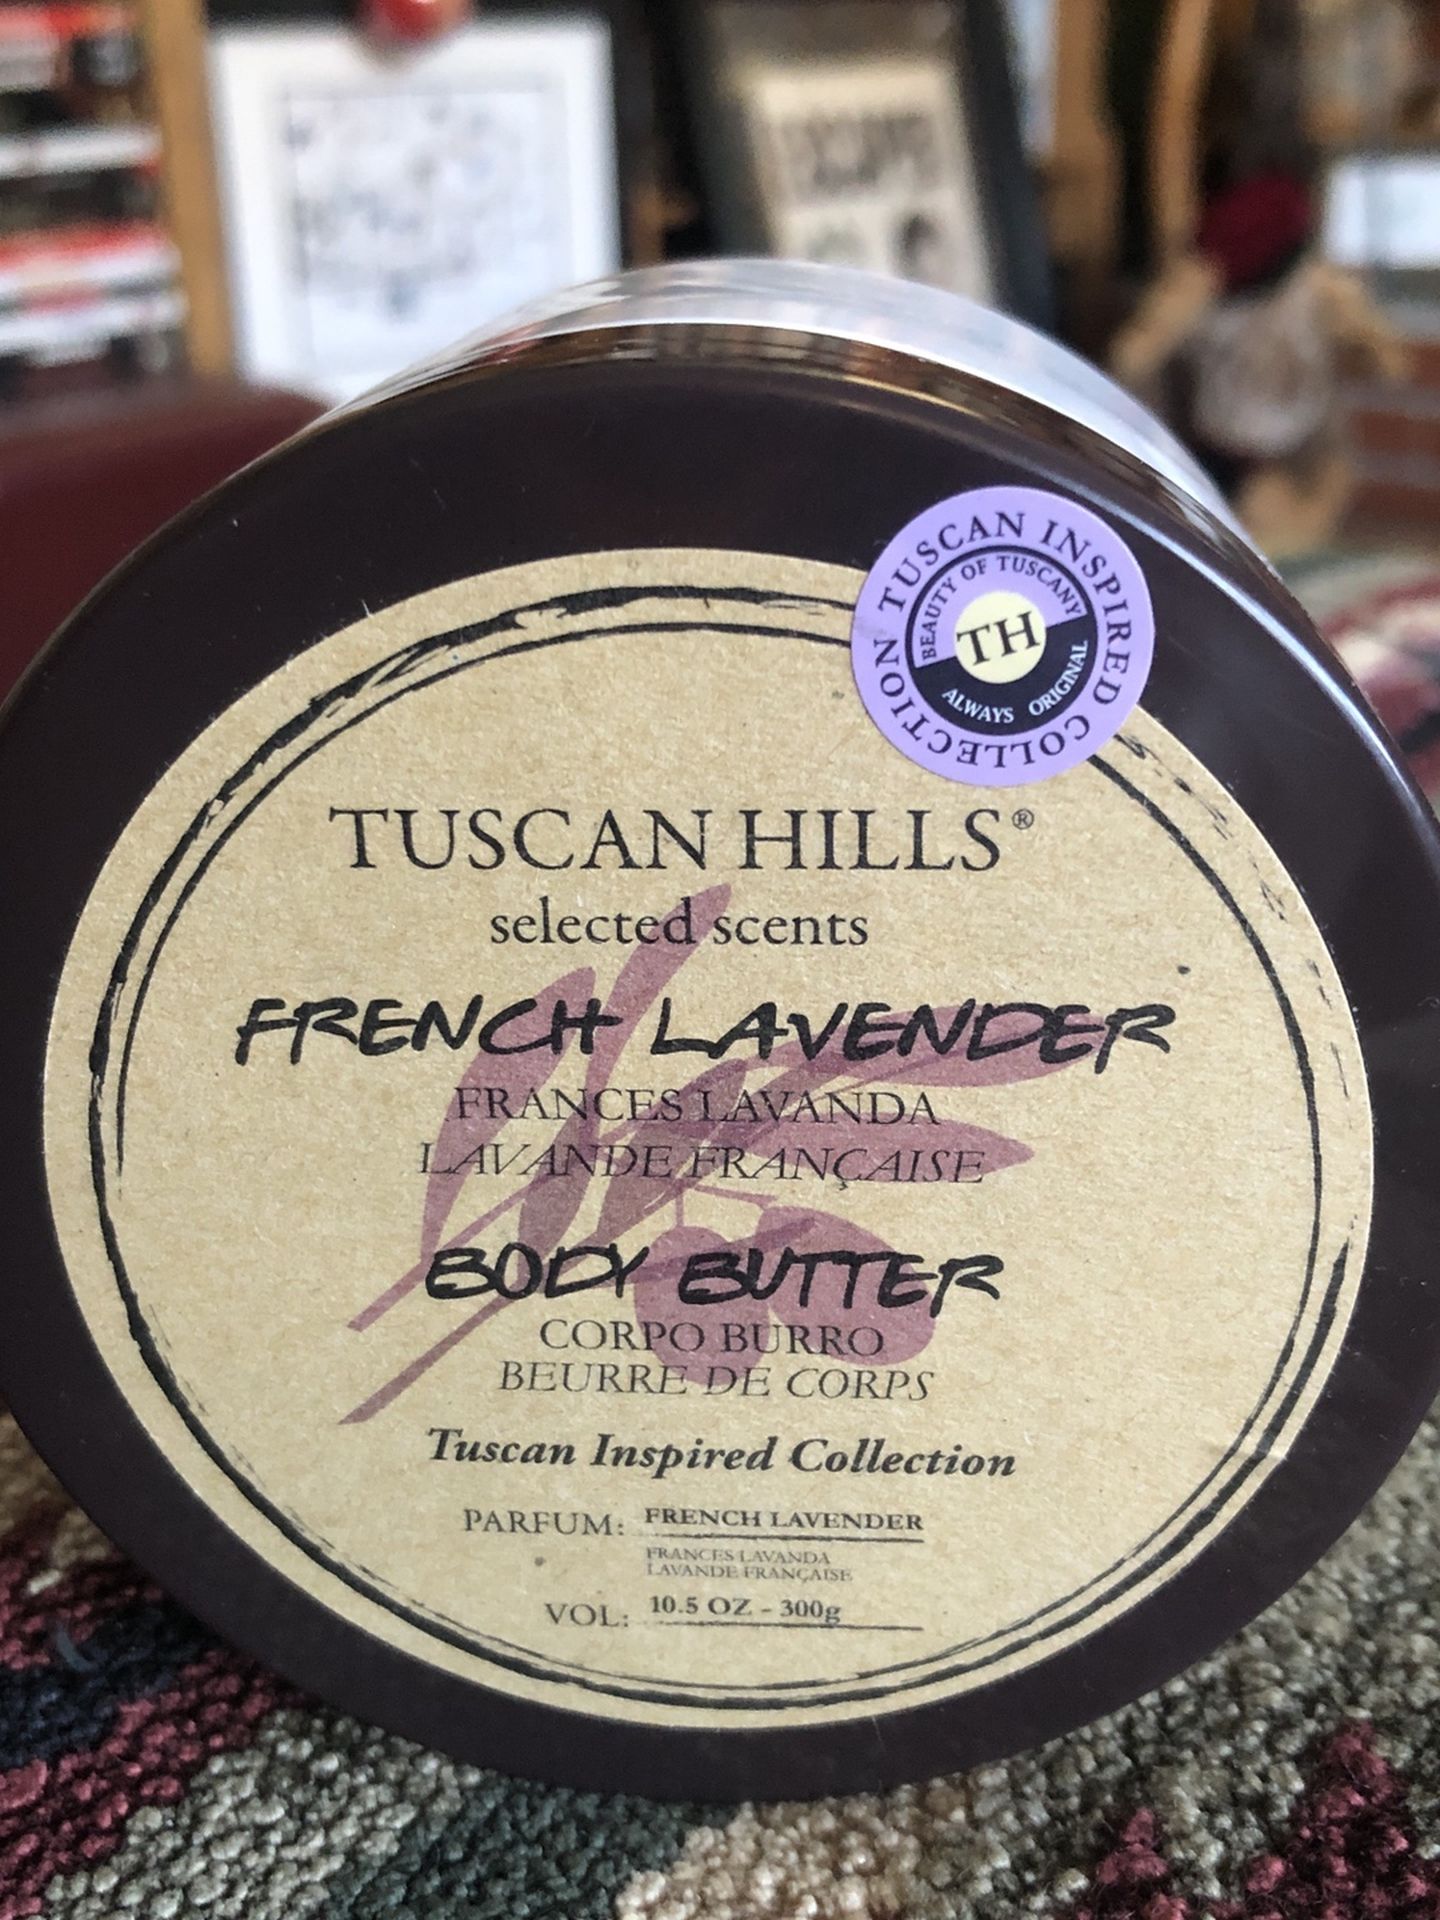 TUSCAN INSPIRED COLLECTION
BEAUTY OF TUSCANY
TH
ALWAYS ORIGINAL
TUSCAN HILLS®
selected scents
FRENCH LAVENDER
FRANCES LAVANDA
LAVANDE FRANÇAISE
BODY BUTTER
CORPO BURRO
BEURRE DE CORPS
Tuscan Inspired Collection
PARFUM: FRENCH LAVENDER
FRANCES LAVANDA
LAVANDE FRANÇAISE
VOL: 10.5 OZ - 300g